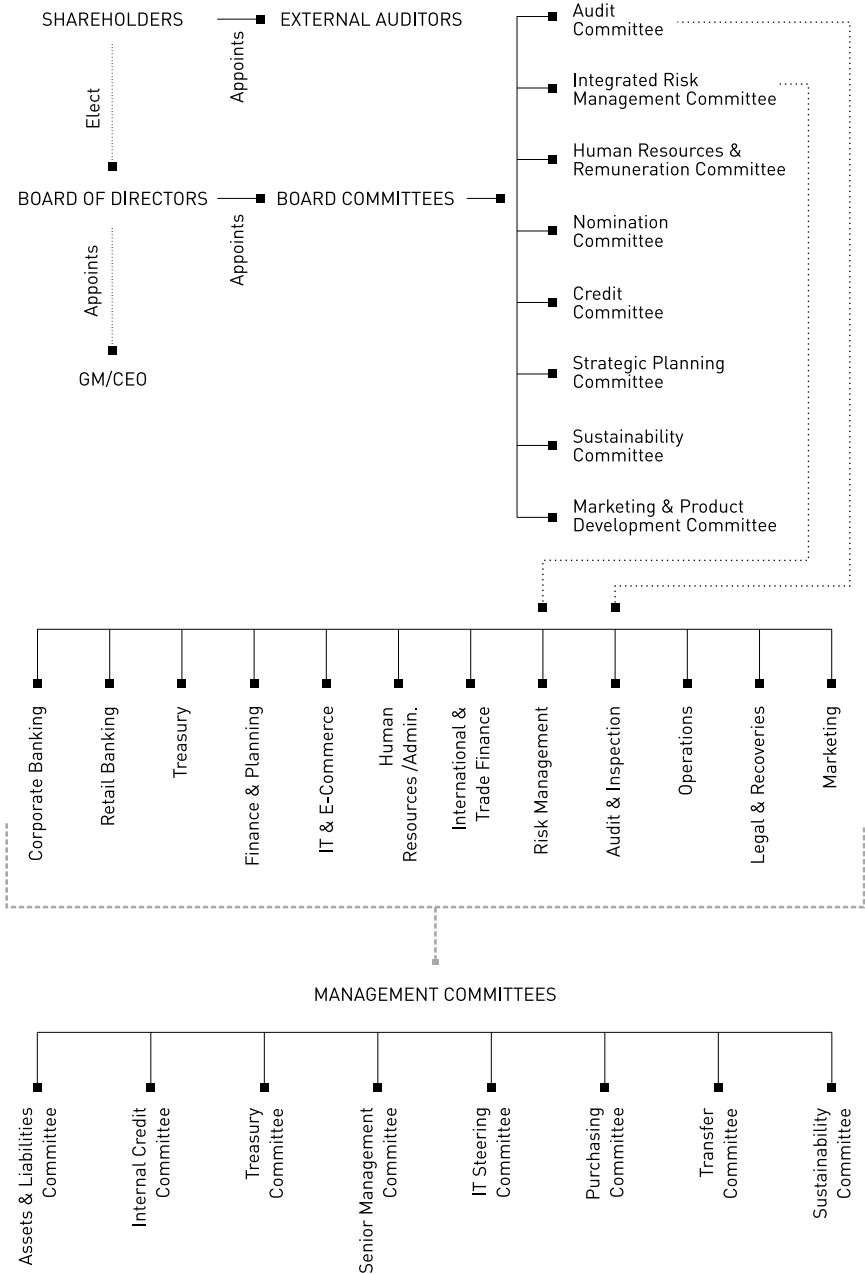 SHAREHOLDERS
Appoints
EXTERNAL AUDITORS
Elect
BOARD OF DIRECTORS
Appoints
BOARD COMMITTEES
Appoints
GM/CEO
Audit
Committee
Integrated Risk
Management Committee
Human Resources &
Remuneration Committee
Nomination
Committee
Credit
Committee
Strategic Planning
Committee
Sustainability
Committee
Marketing & Product
Development Committee
Corporate Banking
Retail Banking
Treasury
Finance & Planning
IT & E-Commerce
Human
Resources /Admin.
International &
Trade Finance
Risk Management
Audit & Inspection
Operations
Legal & Recoveries
Marketing
MANAGEMENT COMMITTEES
Assets & Liabilities
Committee
Internal Credit
Committee
Treasury
Committee
Senior Management
Committee
IT Steering
Committee
Purchasing
Committee
Transfer
Committee
Sustainability
Committee